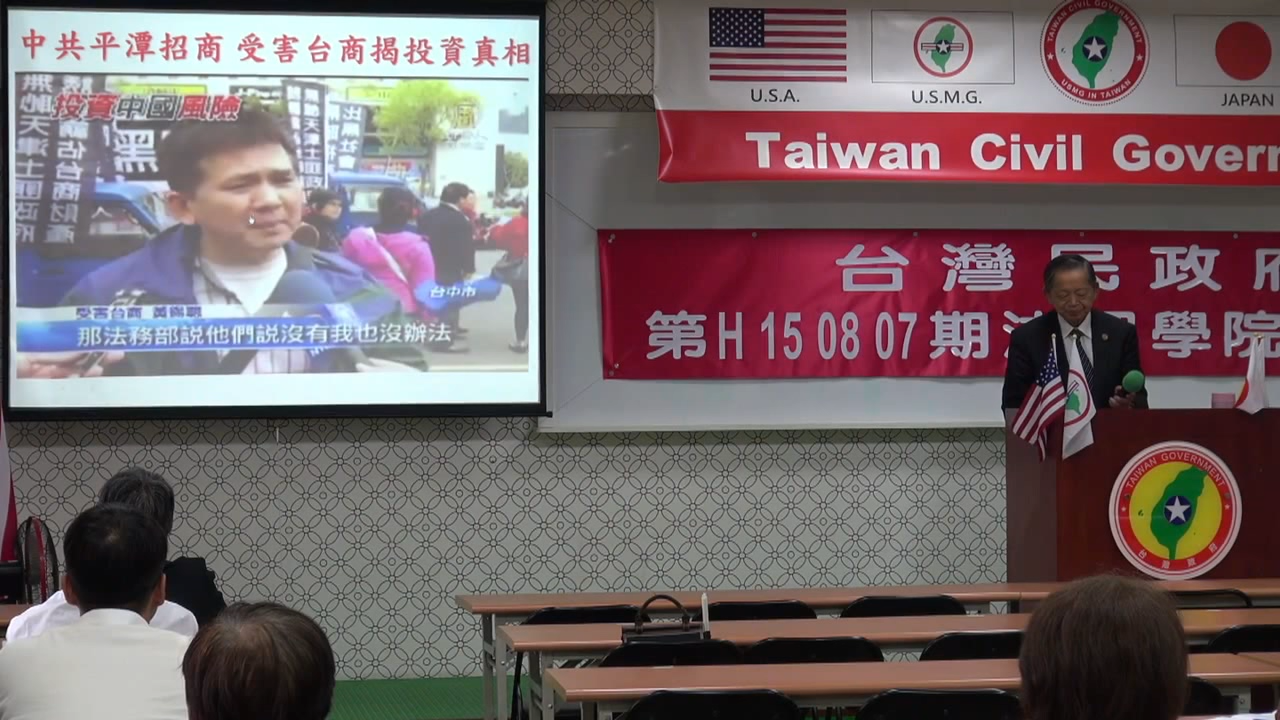 中共平潭招商 受害台商揭投資真相
投資中國風險
台中市
受害台商
那法務部說他們說沒有我也沒辦法
U.S.A.
U.S.M.G.
TAIWAN CIVIL GOVERNMENT
USMG IN TAIWAN
JAPAN
Taiwan Civil Govern
台灣民政府
第H 15 08 07 期
學院
TAIWAN GOVERNMENT
台灣政府